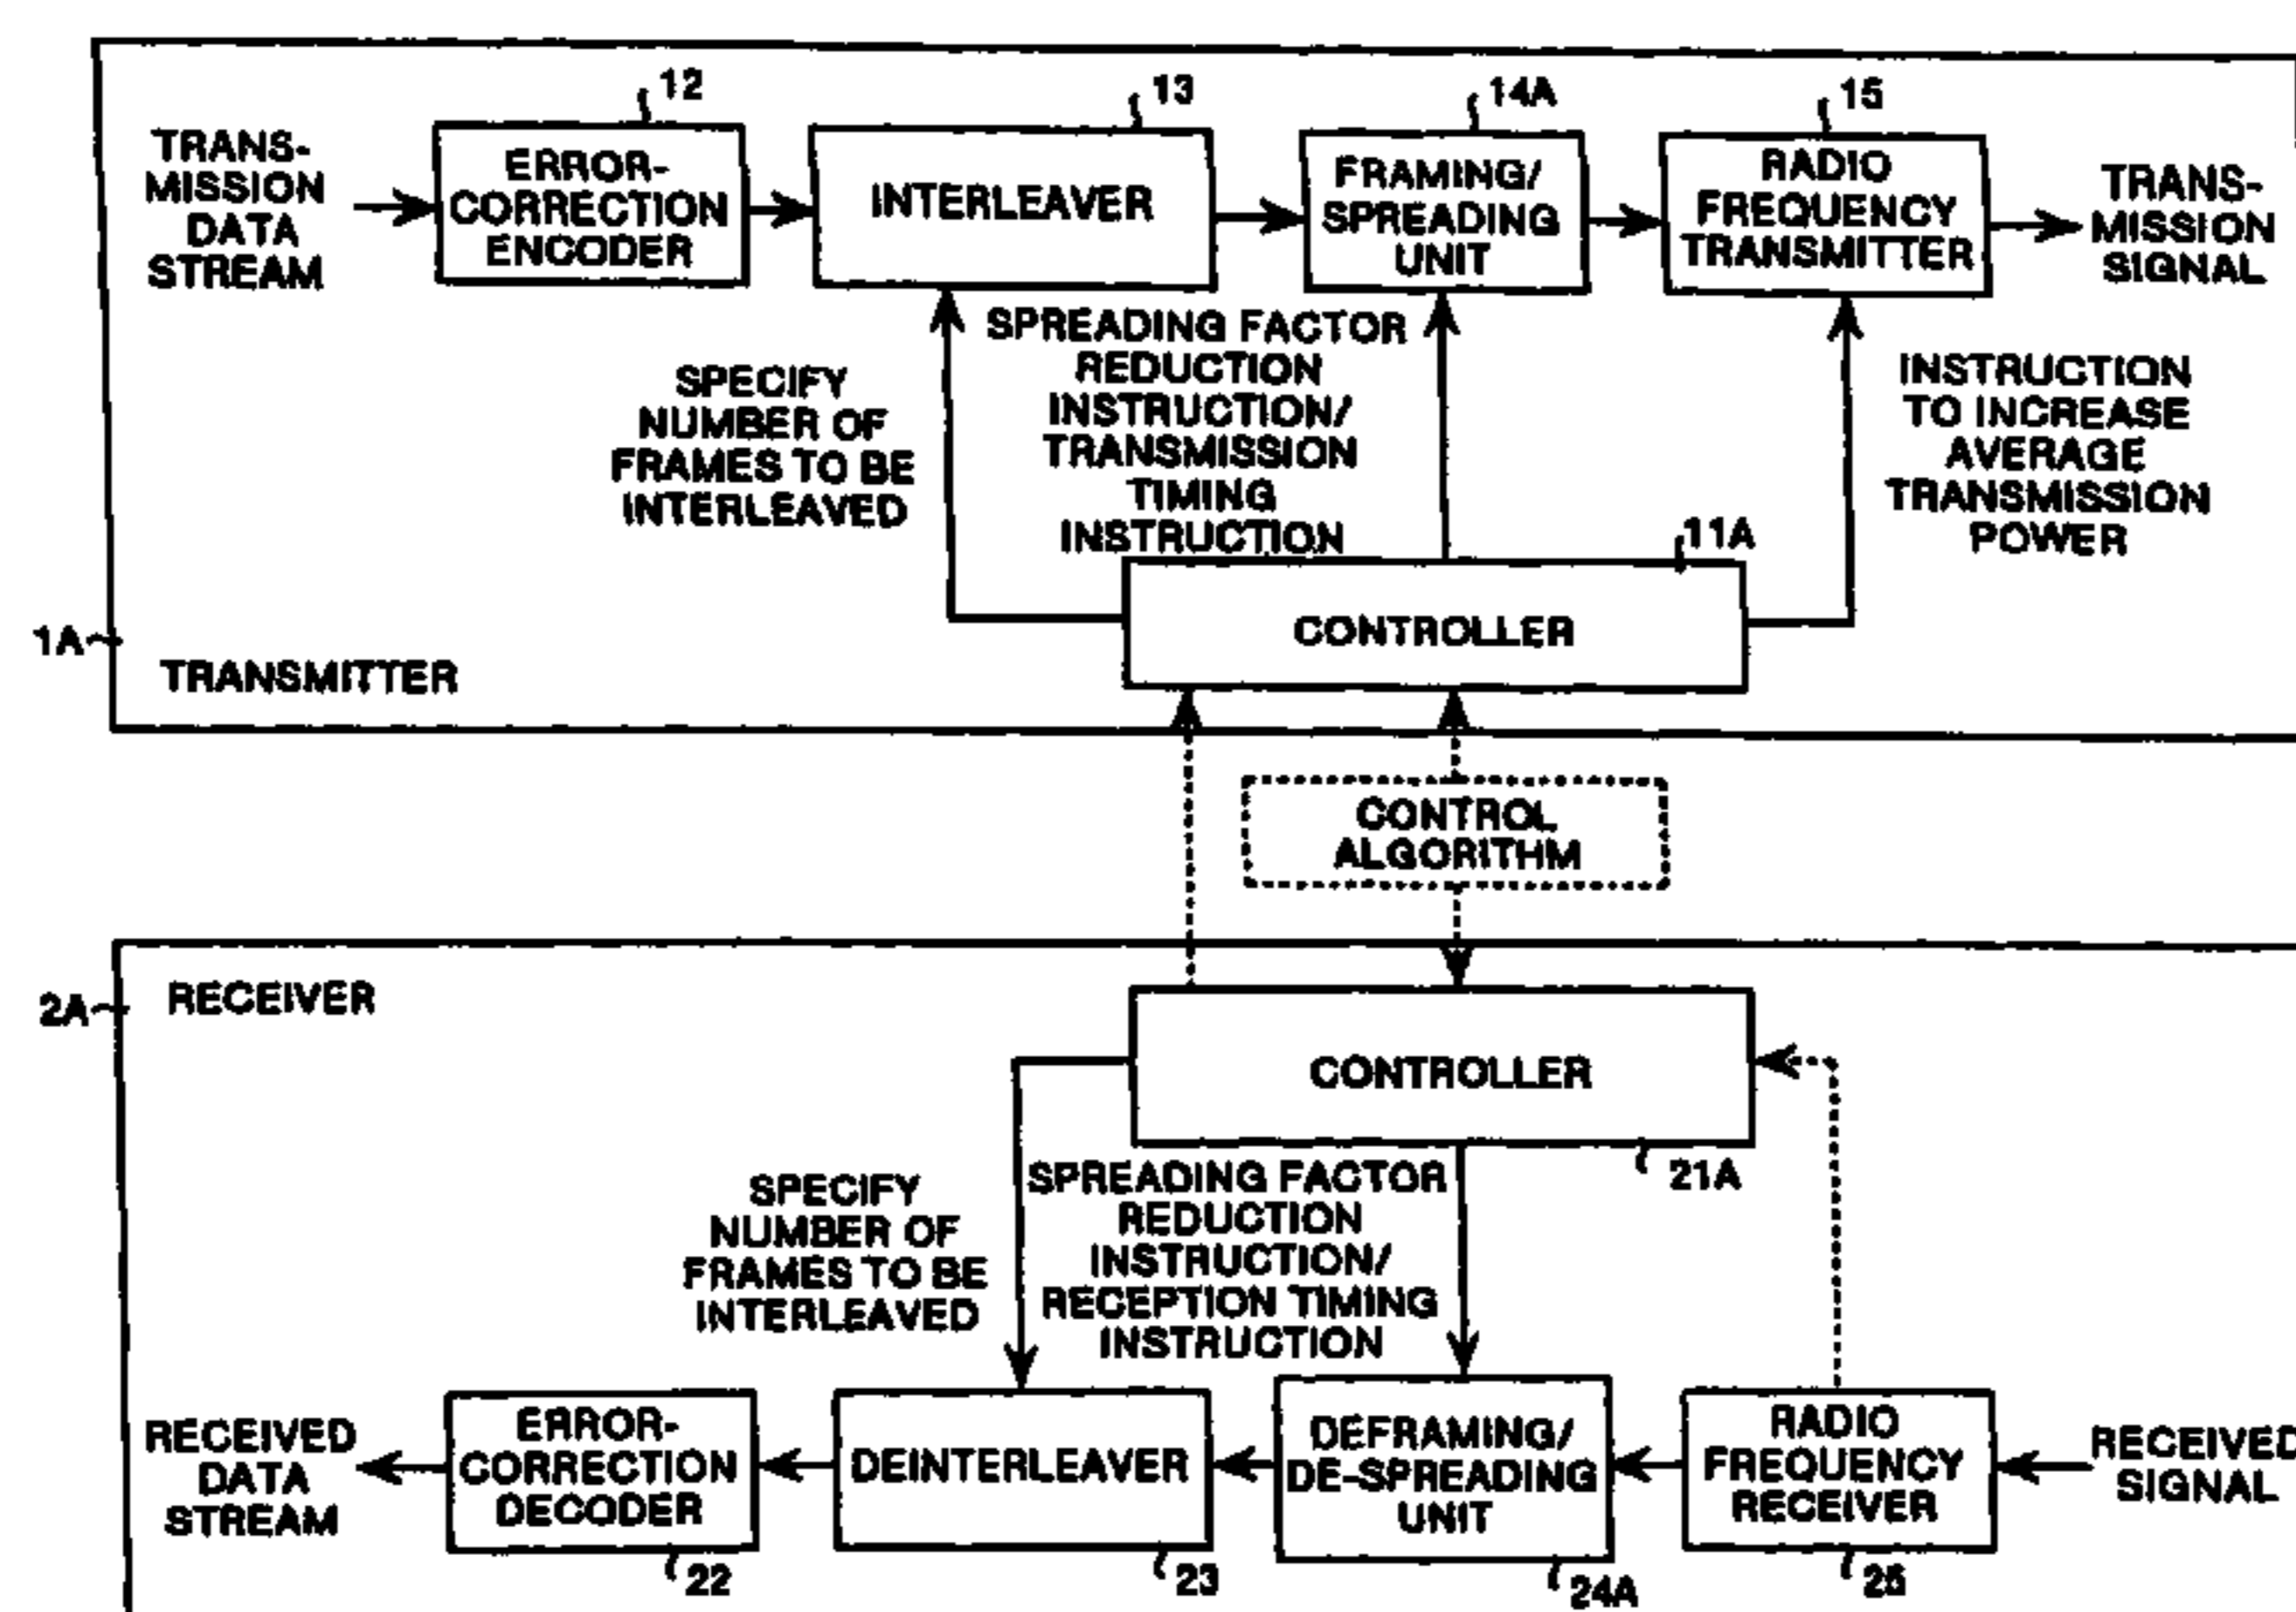 12
13
14A
15
TRANS-
MISSION
DATA
STREAM
ERROR-
CORRECTION
ENCODER
INTERLEAVER
FRAMING/
SPREADING
UNIT
RADIO
FREQUENCY
TRANSMITTER
TRANS-
MISSION
SIGNAL
SPECIFY
NUMBER OF
FRAMES TO BE
INTERLEAVED
SPREADING FACTOR
REDUCTION
INSTRUCTION/
TRANSMISSION
TIMING
INSTRUCTION
INSTRUCTION
TO INCREASE
AVERAGE
TRANSMISSION
POWER
11A
CONTROLLER
1A
TRANSMITTER
CONTROL
ALGORITHM
2A
RECEIVER
CONTROLLER
21A
SPECIFY
NUMBER OF
FRAMES TO BE
INTERLEAVED
SPREADING FACTOR
REDUCTION
INSTRUCTION/
RECEPTION TIMING
INSTRUCTION
RECEIVED
DATA
STREAM
ERROR-
CORRECTION
DECODER
DEINTERLEAVER
DEFRAMING/
DE-SPREADING
UNIT
RADIO
FREQUENCY
RECEIVER
RECEIVED
SIGNAL
22
23
24A
25